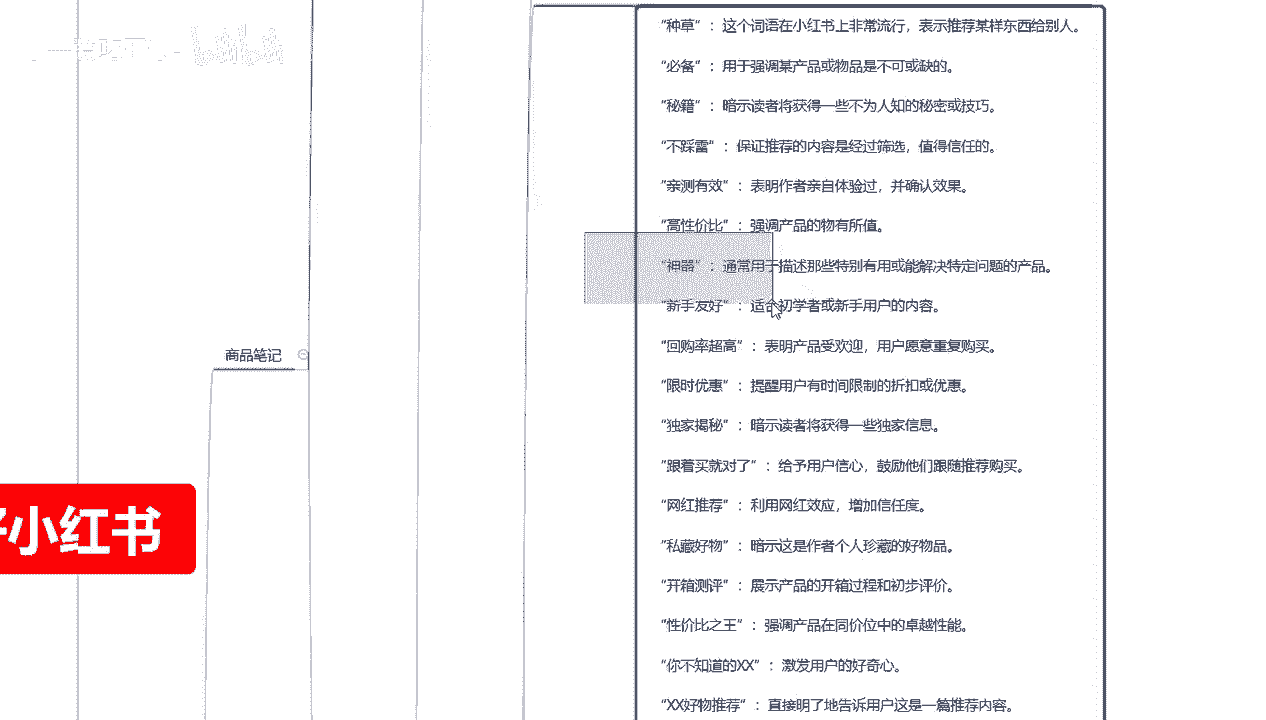 bilibili
"种草"：这个词语在小红书上非常流行，表示推荐某样东西给别人。
"必备"：用于强调某产品或物品是不可或缺的。
"秘籍"：暗示读者将获得一些不为人知的秘密或技巧。
"不踩雷"：保证推荐的内容是经过筛选，值得信任的。
"亲测有效"：表明作者亲自体验过，并确认效果。
"高性价比"：强调产品的物有所值。
"神器"：通常用于描述那些特别有用或能解决特定问题的产品。
"新手友好"：适合初学者或新手用户的内容。
"回购率超高"：表明产品受欢迎，用户愿意重复购买。
商品笔记
"限时优惠"：提醒用户有时间限制的折扣或优惠。
"独家揭秘"：暗示读者将获得一些独家信息。
"跟着买就对了"：给予用户信心，鼓励他们跟随推荐购买。
"网红推荐"：利用网红效应，增加信任度。
小红书
"私藏好物"：暗示这是作者个人珍藏的好物品。
"开箱测评"：展示产品的开箱过程和初步评价。
"性价比之王"：强调产品在同价位中的卓越性能。
"你不知道的XX"：激发用户的好奇心。
"XX好物推荐"：直接明了地告诉用户这是一篇推荐内容。